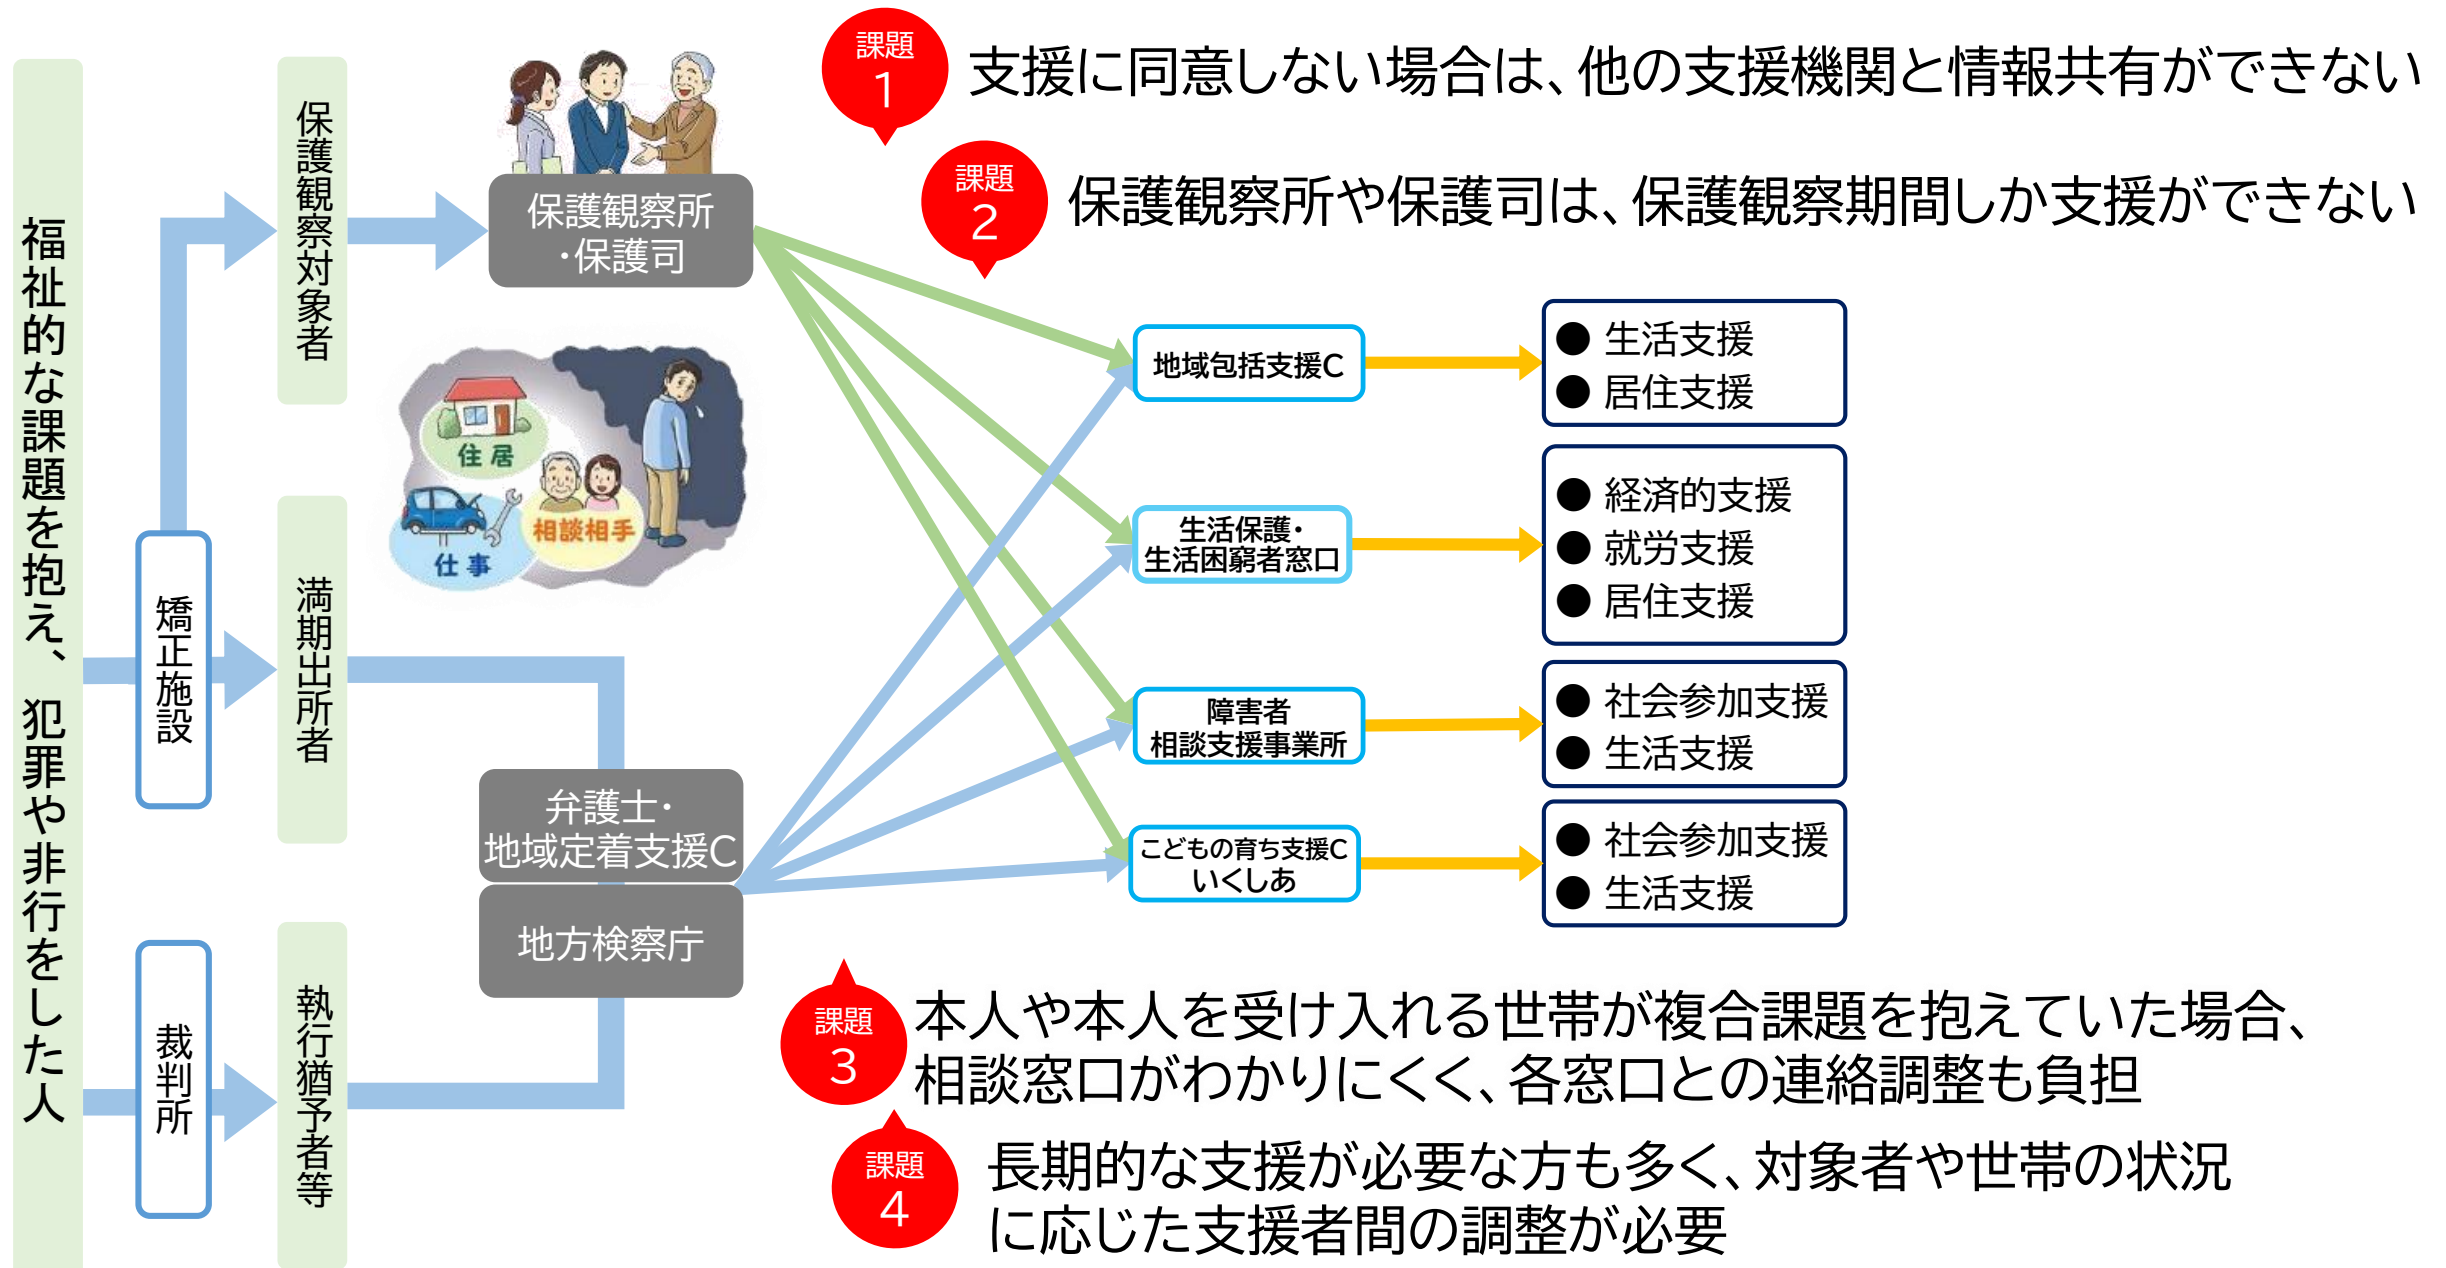 福祉的な課題を抱え、犯罪や非行をした人
矯正施設
裁判所
保護観察対象者
満期出所者
執行猶予者等
保護観察所
・保護司
住居
相談相手
仕事
弁護士・
地域定着支援C
地方検察庁
課題
1
支援に同意しない場合は、他の支援機関と情報共有ができない
課題
2
保護観察所や保護司は、保護観察期間しか支援ができない
地域包括支援C
● 生活支援
● 居住支援
生活保護・
生活困窮者窓口
● 経済的支援
● 就労支援
● 居住支援
障害者
相談支援事業所
● 社会参加支援
● 生活支援
こどもの育ち支援C
いくしあ
● 社会参加支援
● 生活支援
課題
3
本人や本人を受け入れる世帯が複合課題を抱えていた場合、
相談窓口がわかりにくく、各窓口との連絡調整も負担
課題
4
長期的な支援が必要な方も多く、対象者や世帯の状況
に応じた支援者間の調整が必要